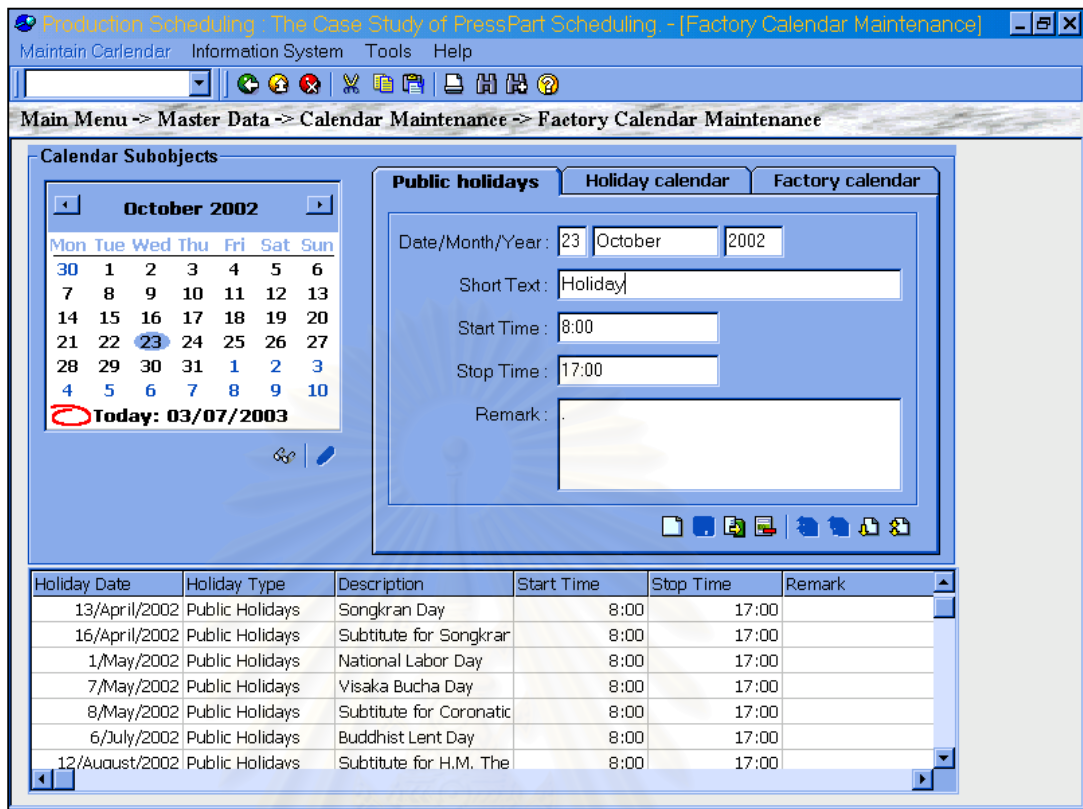 Production Scheduling : The Case Study of PressPart Scheduling. - [Factory Calendar Maintenance]
Maintain Carlendar Information System Tools Help
Main Menu -> Master Data -> Calendar Maintenance -> Factory Calendar Maintenance
Calendar Subobjects
October 2002
Mon Tue Wed Thu Fri Sat Sun
30 1 2 3 4 5 6
7 8 9 10 11 12 13
14 15 16 17 18 19 20
21 22 23 24 25 26 27
28 29 30 31 1 2 3
4 5 6 7 8 9 10
Today: 03/07/2003
Public holidays Holiday calendar Factory calendar
Date/Month/Year : 23 October 2002
Short Text : Holiday
Start Time : 8:00
Stop Time : 17:00
Remark : .
Holiday Date Holiday Type Description Start Time Stop Time Remark
13/April/2002 Public Holidays Songkran Day 8:00 17:00
16/April/2002 Public Holidays Subtitute for Songkran 8:00 17:00
1/May/2002 Public Holidays National Labor Day 8:00 17:00
7/May/2002 Public Holidays Visaka Bucha Day 8:00 17:00
8/May/2002 Public Holidays Subtitute for Coronatic 8:00 17:00
6/July/2002 Public Holidays Buddhist Lent Day 8:00 17:00
12/August/2002 Public Holidays Subtitute for H.M. The 8:00 17:00